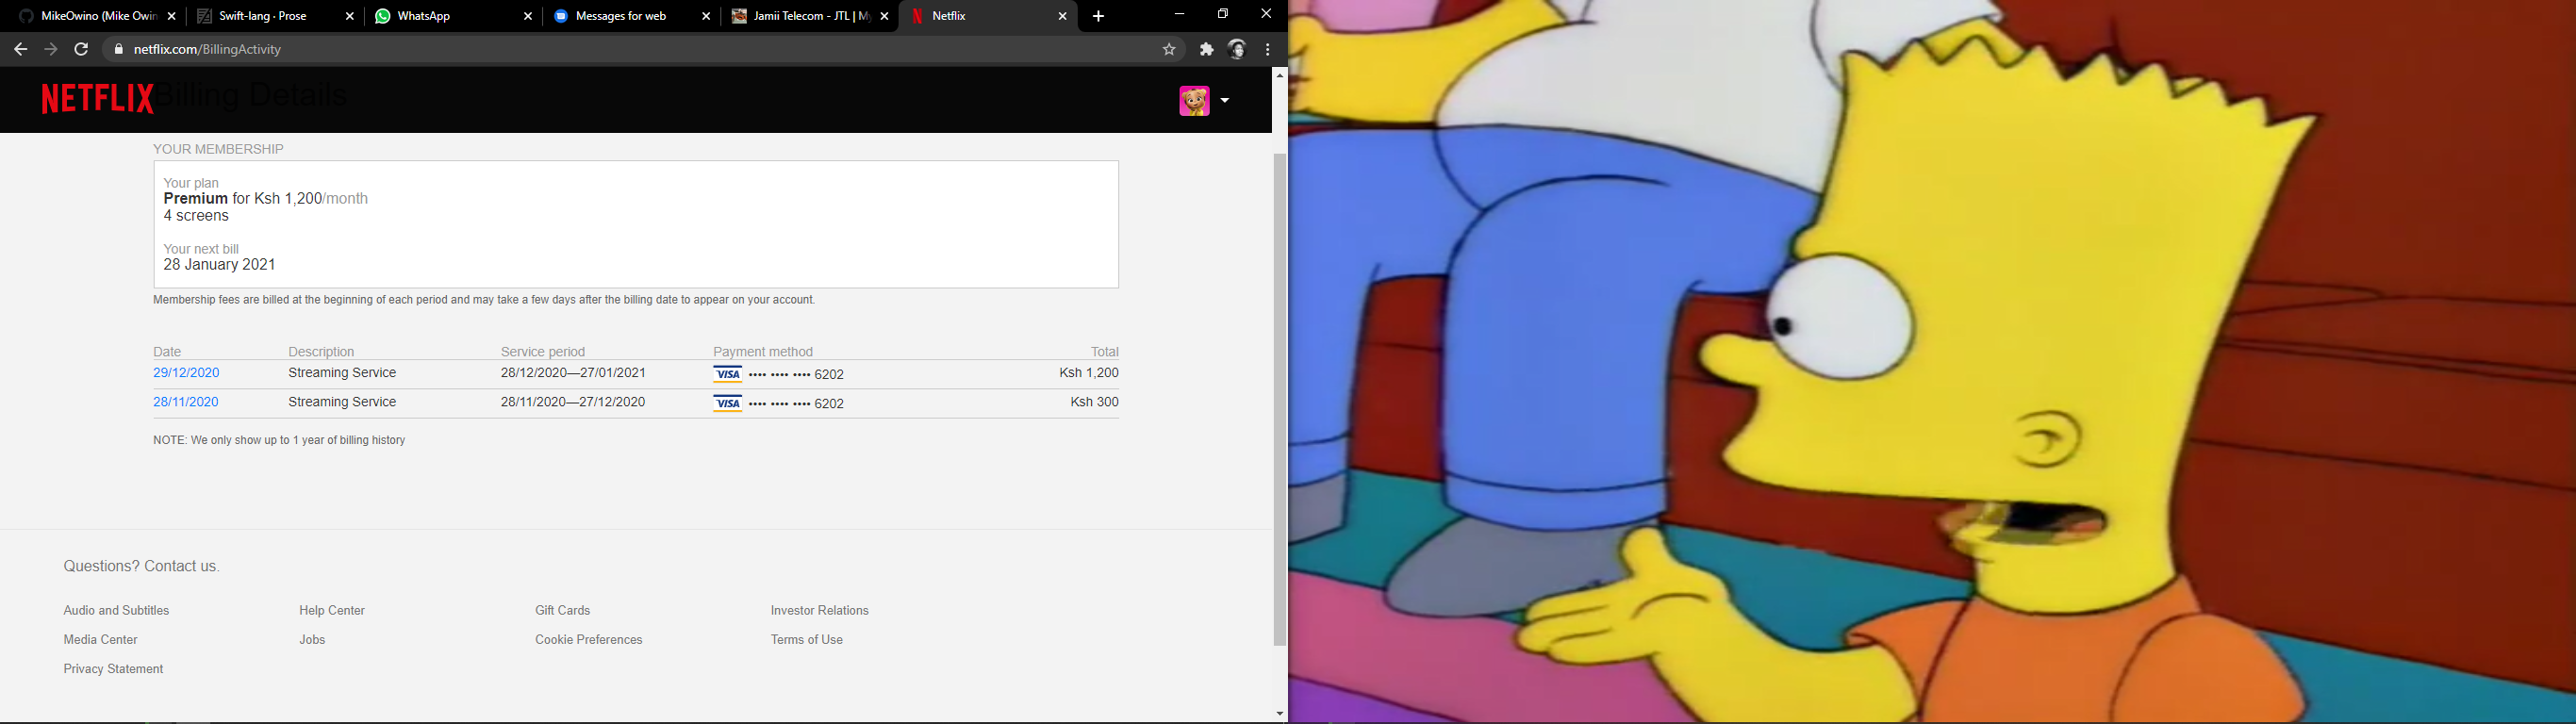 MikeOwino (Mike Owin
Swift-lang · Prose
WhatsApp
Messages for web
Jamii Telecom - JTL | My
Netflix
netflix.com/BillingActivity
NETFLIX
Billing Details
YOUR MEMBERSHIP
Your plan
Premium for Ksh 1,200/month
4 screens
Your next bill
28 January 2021
Membership fees are billed at the beginning of each period and may take a few days after the billing date to appear on your account.
Date Description Service period Payment method Total
29/12/2020 Streaming Service 28/12/2020—27/01/2021 VISA •••• •••• •••• 6202 Ksh 1,200
28/11/2020 Streaming Service 28/11/2020—27/12/2020 VISA •••• •••• •••• 6202 Ksh 300
NOTE: We only show up to 1 year of billing history
Questions? Contact us.
Audio and Subtitles Help Center Gift Cards Investor Relations
Media Center Jobs Cookie Preferences Terms of Use
Privacy Statement